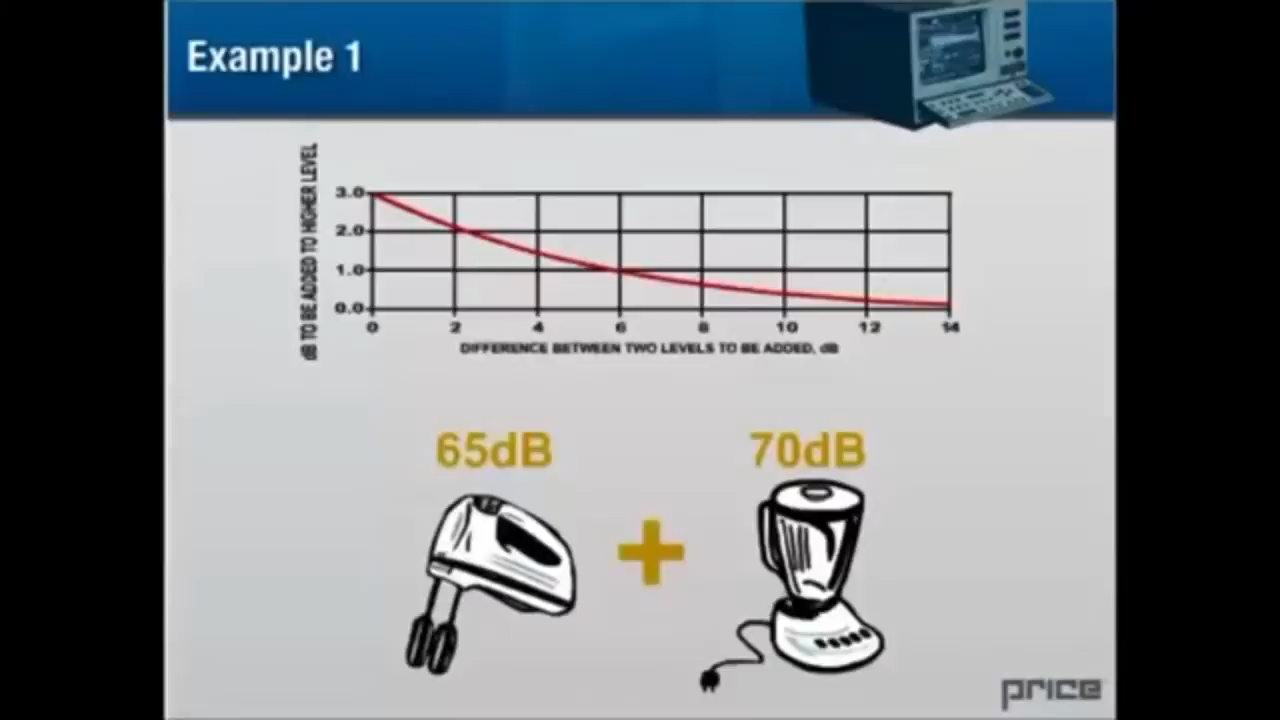 Example 1
dB TO BE ADDED TO HIGHER LEVEL
3.0
2.0
1.0
0.0
0 2 4 6 8 10 12 14
DIFFERENCE BETWEEN TWO LEVELS TO BE ADDED, dB
65dB 70dB
+
price